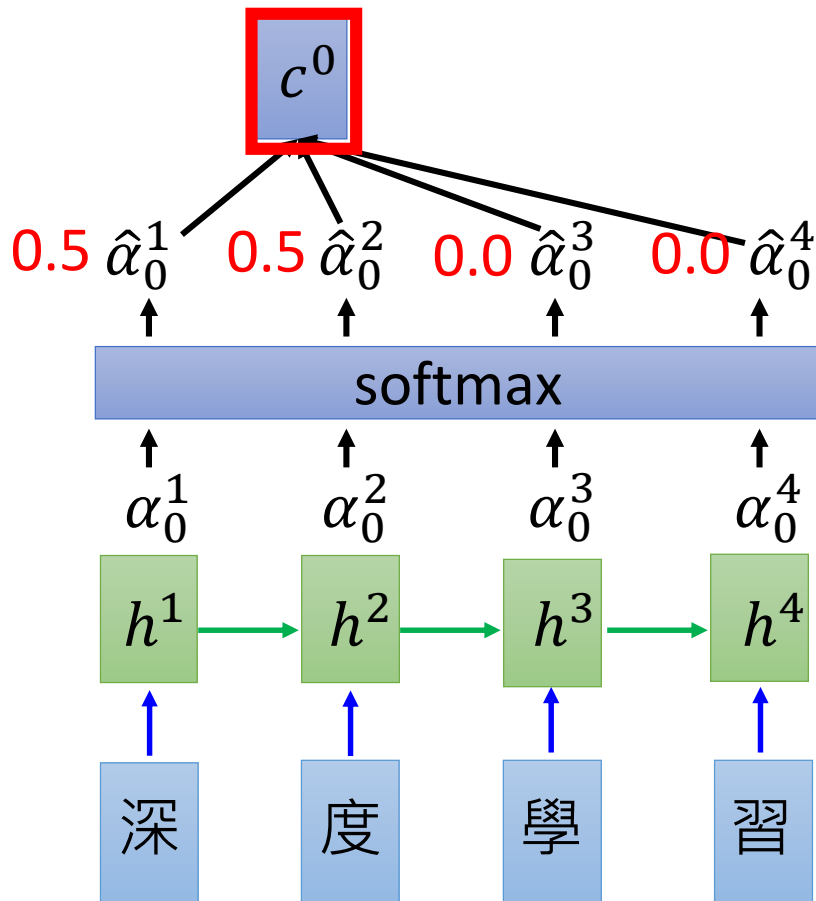 c⁰
0.5 α̂₀¹ 0.5 α̂₀² 0.0 α̂₀³ 0.0 α̂₀⁴
softmax
α₀¹ α₀² α₀³ α₀⁴
h¹ h² h³ h⁴
深 度 學 習